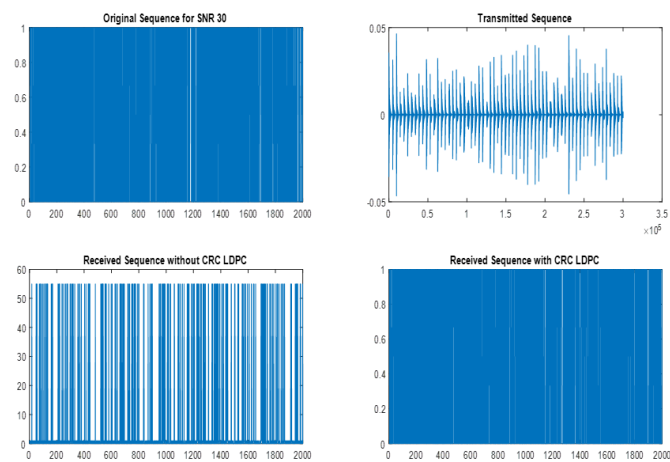 Original Sequence for SNR 30
1
0.8
0.6
0.4
0.2
0
0 200 400 600 800 1000 1200 1400 1600 1800 2000
Transmitted Sequence
0.05
0
-0.05
0 0.5 1 1.5 2 2.5 3 3.5
×10⁵
Received Sequence without CRC LDPC
60
50
40
30
20
10
0
0 200 400 600 800 1000 1200 1400 1600 1800 2000
Received Sequence with CRC LDPC
1
0.8
0.6
0.4
0.2
0
0 200 400 600 800 1000 1200 1400 1600 1800 2000